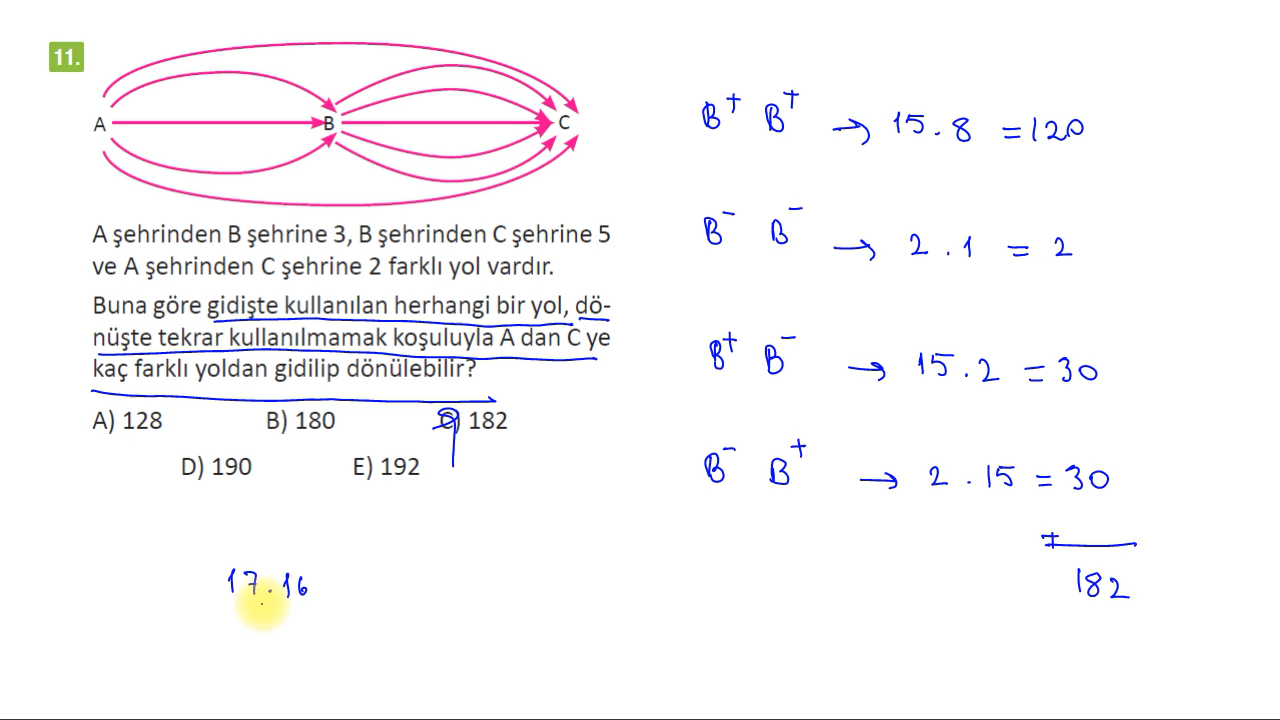 11.
A B C
A şehrinden B şehrine 3, B şehrinden C şehrine 5
ve A şehrinden C şehrine 2 farklı yol vardır.
Buna göre gidişte kullanılan herhangi bir yol, dö-
nüşte tekrar kullanılmamak koşuluyla A dan C ye
kaç farklı yoldan gidilip dönülebilir?
A) 128 B) 180 C) 182
D) 190 E) 192
17.16
B⁺ B⁺ → 15.8 = 120
B⁻ B⁻ → 2.1 = 2
B⁺ B⁻ → 15.2 = 30
B⁻ B⁺ → 2.15 = 30
+
182